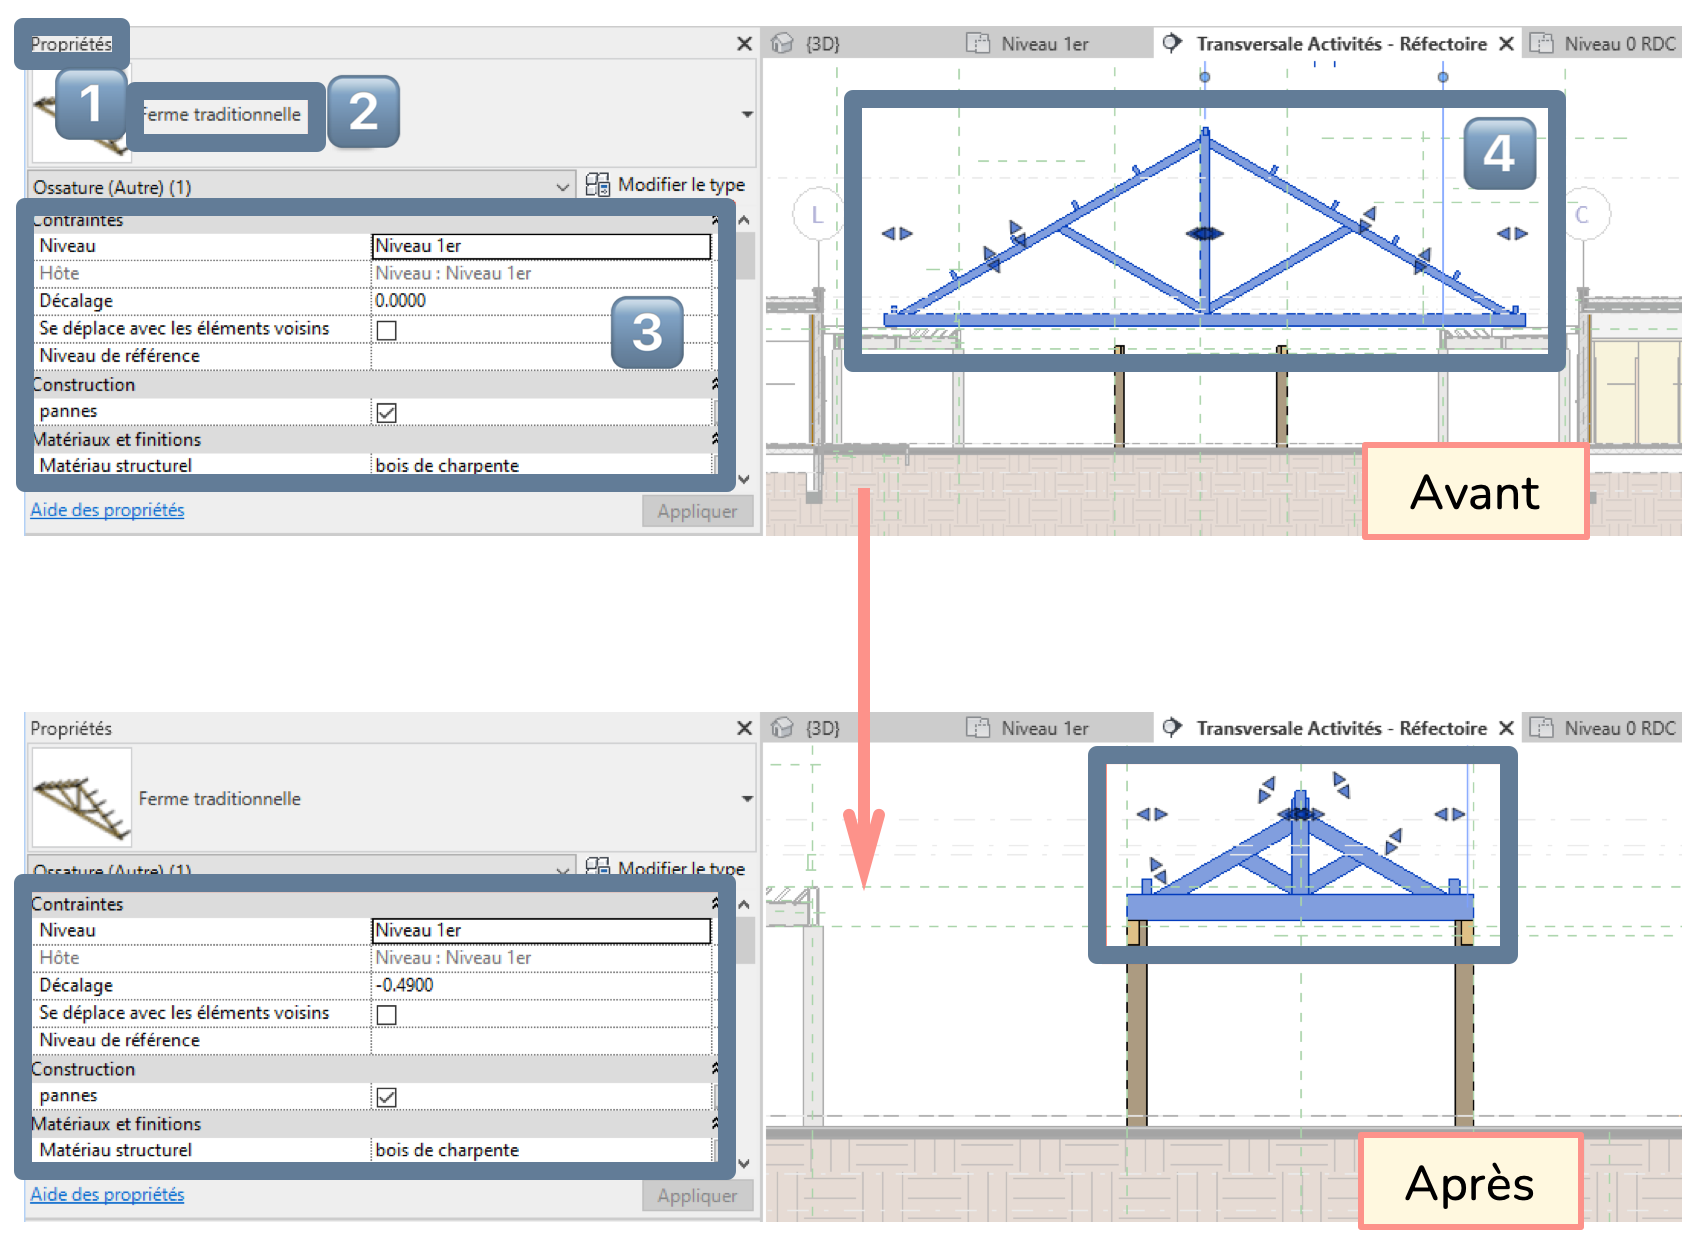 Propriétés
1
Ferme traditionnelle
2
Ossature (Autre) (1)
Modifier le type
Contraintes
Niveau
Niveau 1er
Hôte
Niveau : Niveau 1er
Décalage
0.0000
Se déplace avec les éléments voisins
Niveau de référence
3
Construction
pannes
Matériaux et finitions
Matériau structurel
bois de charpente
Aide des propriétés
Appliquer
{3D}
Niveau 1er
Transversale Activités - Réfectoire
Niveau 0 RDC
4
L
C
Avant
Propriétés
Ferme traditionnelle
Ossature (Autre) (1)
Modifier le type
Contraintes
Niveau
Niveau 1er
Hôte
Niveau : Niveau 1er
Décalage
-0.4900
Se déplace avec les éléments voisins
Niveau de référence
Construction
pannes
Matériaux et finitions
Matériau structurel
bois de charpente
Aide des propriétés
Appliquer
{3D}
Niveau 1er
Transversale Activités - Réfectoire
Niveau 0 RDC
Après